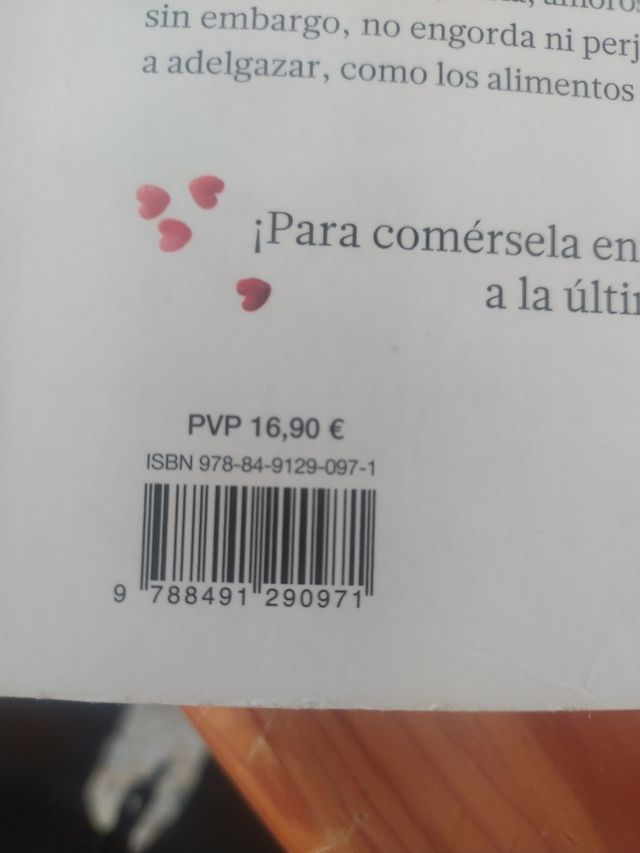 sin embargo, no engorda ni
a adelgazar, como los alimentos
¡Para comérsela en
a la
PVP 16,90 €
ISBN 978-84-9129-097-1
9 788491 290971